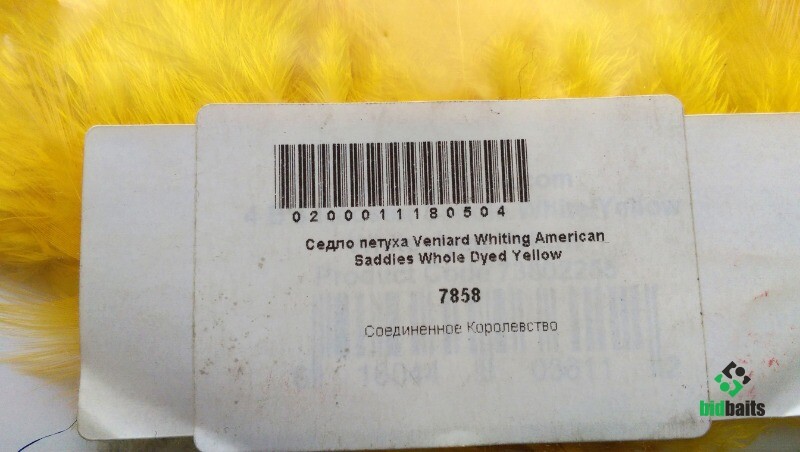 0200011180504
Седло петуха Veniard Whiting American
Saddles Whole Dyed Yellow
7858
Соединенное Королевство
bidbaits